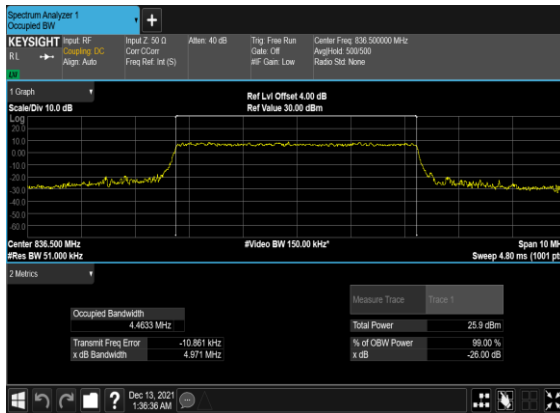 Spectrum Analyzer 1
Occupied BW
KEYSIGHT
RL
Input: RF
Coupling: DC
Align: Auto
Input Z: 50 Ω
Corr CCorr
Freq Ref: Int (S)
Atten: 40 dB
Trig: Free Run
Gate: Off
#IF Gain: Low
Center Freq: 836.500000 MHz
Avg|Hold: 500/500
Radio Std: None
1 Graph
Scale/Div 10.0 dB
Ref Lvl Offset 4.00 dB
Ref Value 30.00 dBm
Log
20.0
10.0
0.00
-10.0
-20.0
-30.0
-40.0
-50.0
-60.0
Center 836.500 MHz
#Res BW 51.000 kHz
#Video BW 150.00 kHz*
Span 10 MH
Sweep 4.80 ms (1001 pt
2 Metrics
Measure Trace
Trace 1
Occupied Bandwidth
4.4633 MHz
Total Power
25.9 dBm
Transmit Freq Error
-10.861 kHz
% of OBW Power
99.00 %
x dB Bandwidth
4.971 MHz
x dB
-26.00 dB
?
Dec 13, 2021
1:36:36 AM